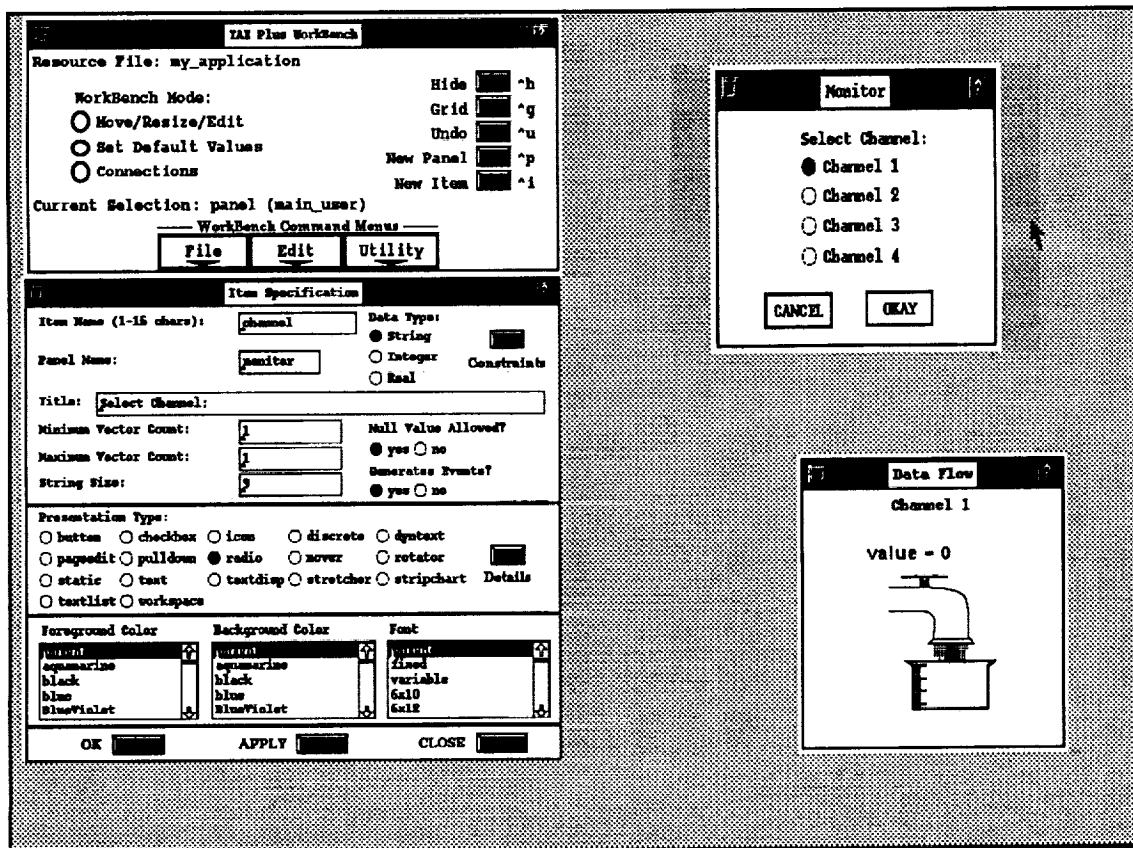 TAE Plus WorkBench
Resource File: my_application
WorkBench Mode:
Move/Resize/Edit
Set Default Values
Connections
Hide ^h
Grid ^g
Undo ^u
New Panel ^p
New Item ^i
Current Selection: panel (main_user)
WorkBench Command Menus
File Edit Utility
Item Specification
Item Name (1-15 chars): channel
Data Type:
String
Integer
Real
Constraints
Panel Name: monitor
Title: Select Channel:
Minimum Vector Count: 1
Maximum Vector Count: 1
String Size: 9
Null Value Allowed?
yes no
Generates Events?
yes no
Presentation Type:
button checkbox icon discrete dyntext
pageedit pulldown radio mover rotator
static text textdisp stretcher stripchart
textlist workspace
Details
Foreground Color
parent
aquamarine
black
blue
BlueViolet
Background Color
parent
aquamarine
black
blue
BlueViolet
Font
parent
fixed
variable
6x10
6x12
OK APPLY CLOSE
Monitor
Select Channel:
Channel 1
Channel 2
Channel 3
Channel 4
CANCEL OKAY
Data Flow
Channel 1
value = 0